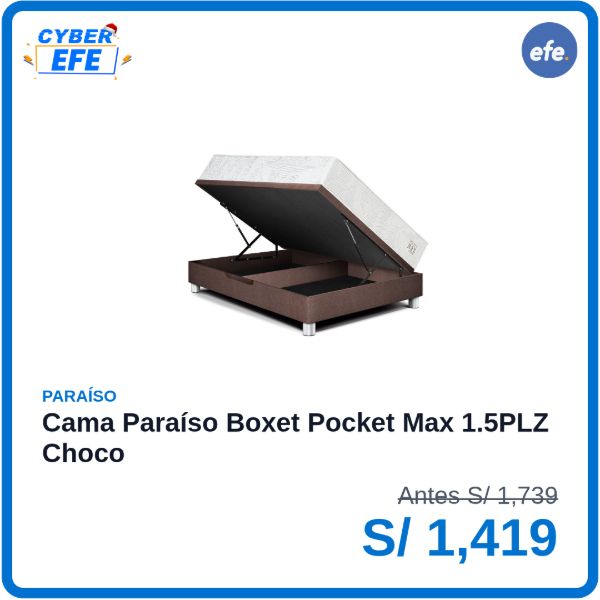 CYBER
EFE
efe.
PARAÍSO
Cama Paraíso Boxet Pocket Max 1.5PLZ
Choco
Antes S/ 1,739
S/ 1,419